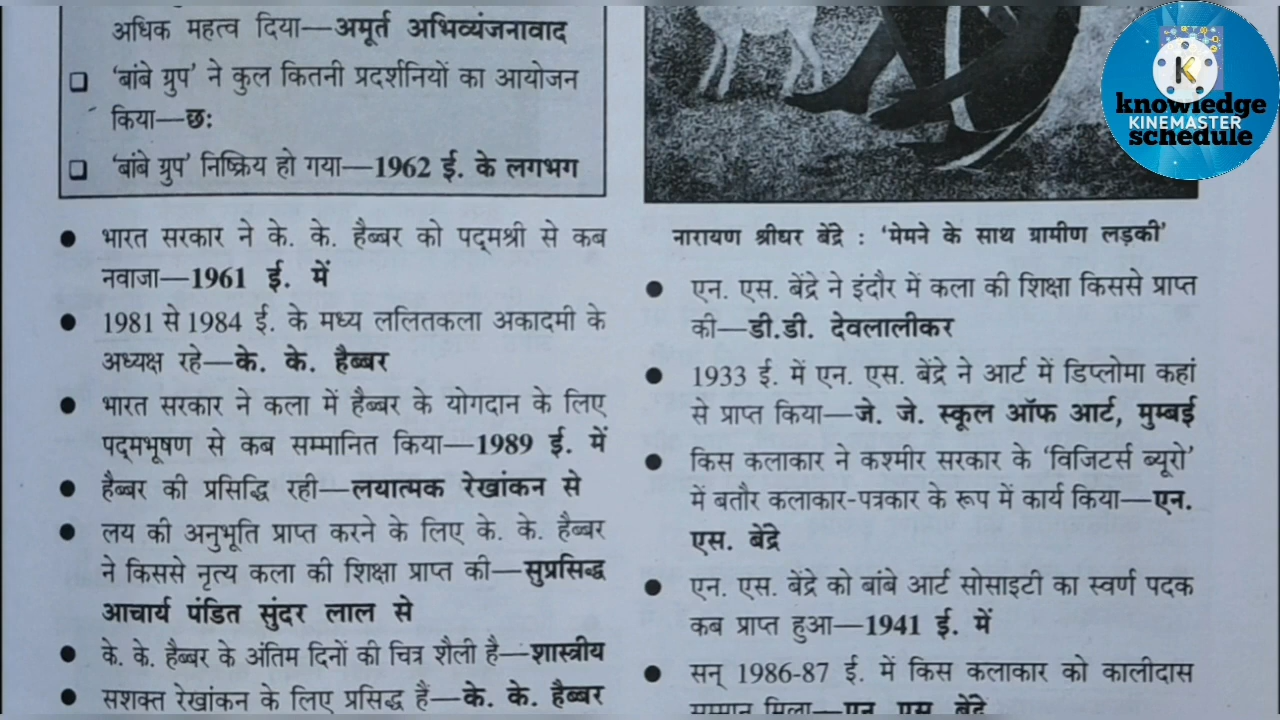 अधिक महत्व दिया—अमूर्त अभिव्यंजनावाद
'बांबे ग्रुप' ने कुल कितनी प्रदर्शनियों का आयोजन
किया—छः
'बांबे ग्रुप' निष्क्रिय हो गया—1962 ई. के लगभग
● भारत सरकार ने के. के. हैब्बर को पद्मश्री से कब
नवाजा—1961 ई. में
● 1981 से 1984 ई. के मध्य ललितकला अकादमी के
अध्यक्ष रहे—के. के. हैब्बर
● भारत सरकार ने कला में हैब्बर के योगदान के लिए
पद्मभूषण से कब सम्मानित किया—1989 ई. में
● हैब्बर की प्रसिद्धि रही—लयात्मक रेखांकन से
● लय की अनुभूति प्राप्त करने के लिए के. के. हैब्बर
ने किससे नृत्य कला की शिक्षा प्राप्त की—सुप्रसिद्ध
आचार्य पंडित सुंदर लाल से
● के. के. हैब्बर के अंतिम दिनों की चित्र शैली है—शास्त्रीय
● सशक्त रेखांकन के लिए प्रसिद्ध हैं—के. के. हैब्बर
नारायण श्रीधर बेंद्रे : 'मेमने के साथ ग्रामीण लड़की'
● एन. एस. बेंद्रे ने इंदौर में कला की शिक्षा किससे प्राप्त
की—डी.डी. देवलालीकर
● 1933 ई. में एन. एस. बेंद्रे ने आर्ट में डिप्लोमा कहां
से प्राप्त किया—जे. जे. स्कूल ऑफ आर्ट, मुम्बई
● किस कलाकार ने कश्मीर सरकार के 'विजिटर्स ब्यूरो'
में बतौर कलाकार-पत्रकार के रूप में कार्य किया—एन.
एस. बेंद्रे
● एन. एस. बेंद्रे को बांबे आर्ट सोसाइटी का स्वर्ण पदक
कब प्राप्त हुआ—1941 ई. में
● सन् 1986-87 ई. में किस कलाकार को कालीदास
सम्मान मिला—एन. एस. बेंद्रे
K
knowledge
KINEMASTER
schedule